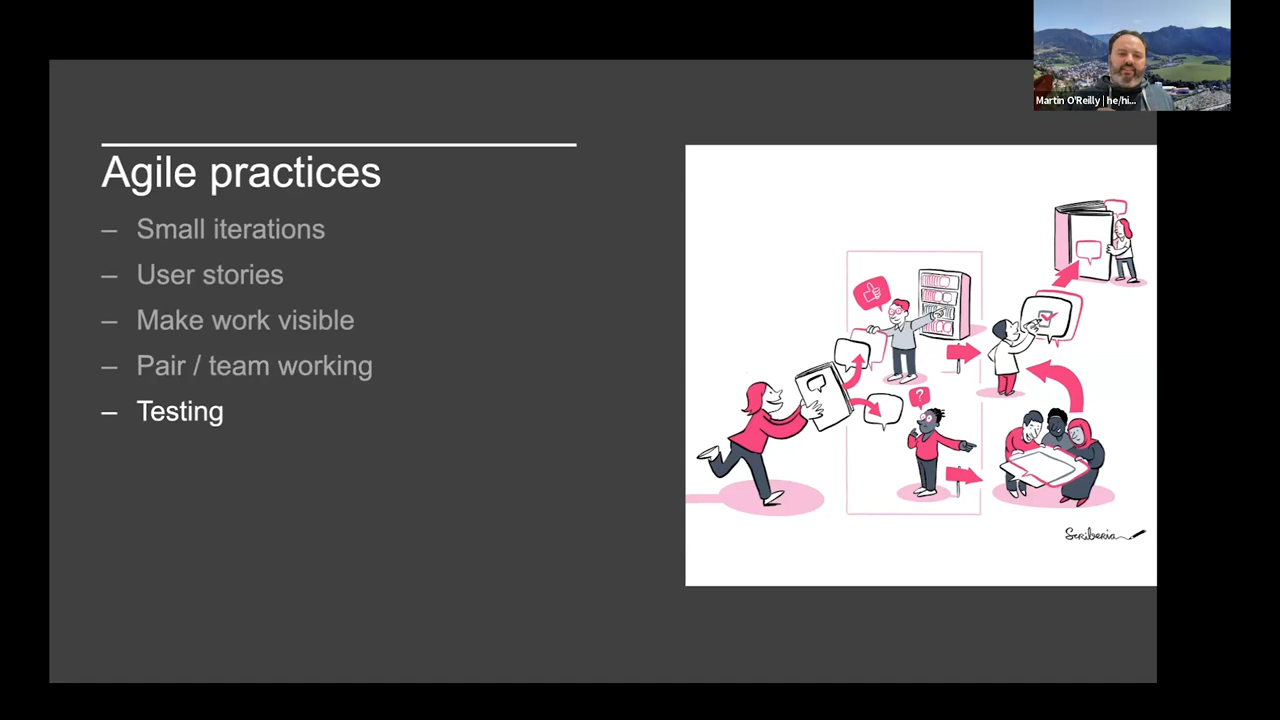 Martin O'Reilly | he/hi...
Agile practices
– Small iterations
– User stories
– Make work visible
– Pair / team working
– Testing
?
Scriberia